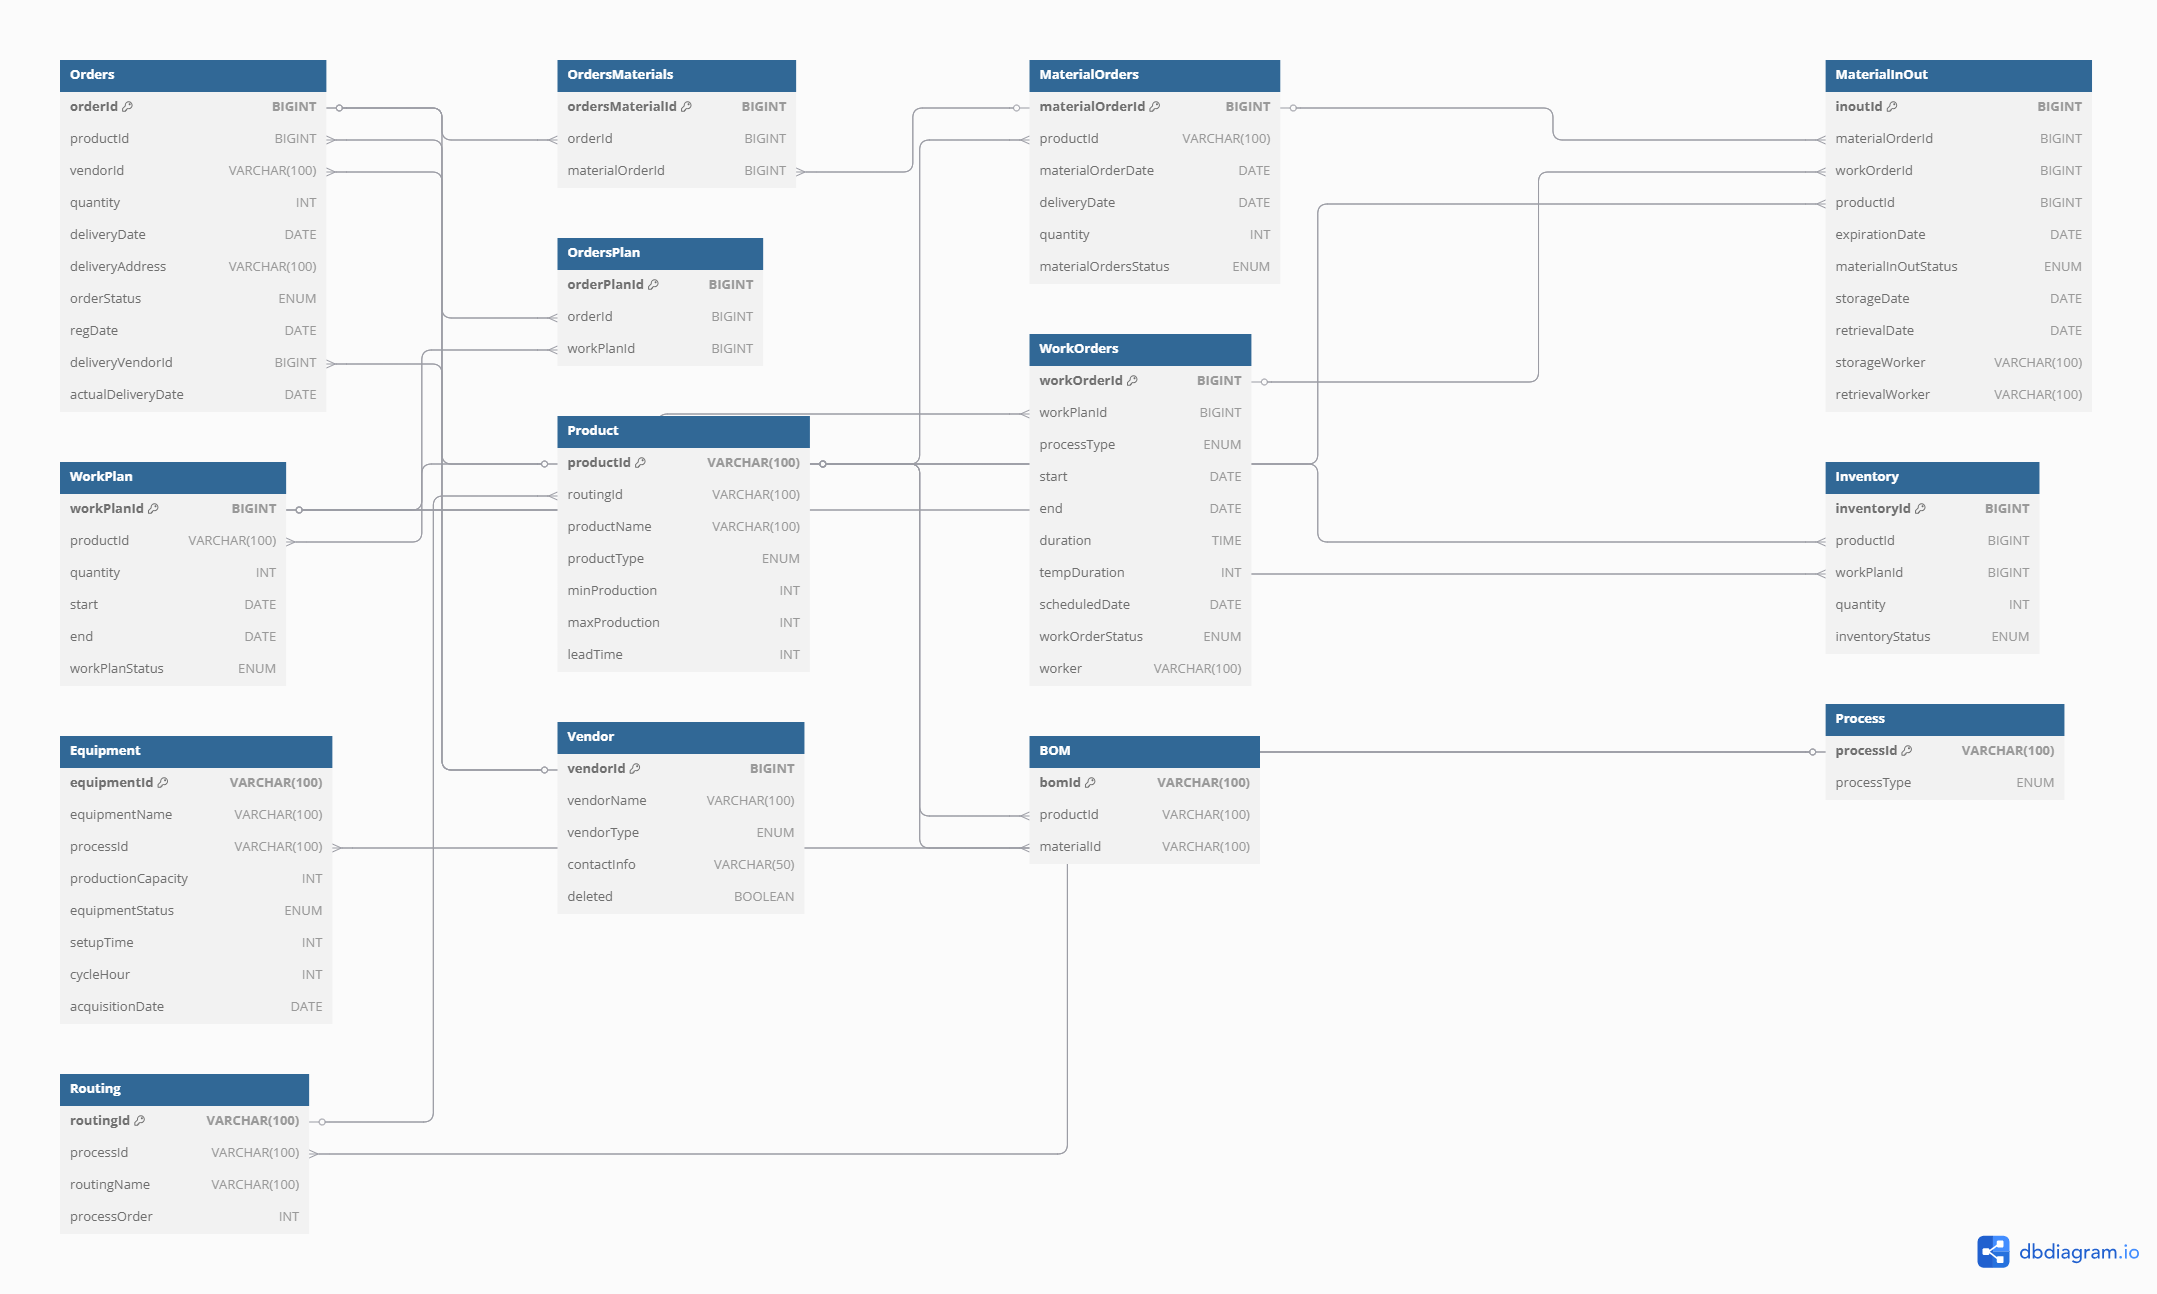 Orders
orderId BIGINT
productId BIGINT
vendorId VARCHAR(100)
quantity INT
deliveryDate DATE
deliveryAddress VARCHAR(100)
orderStatus ENUM
regDate DATE
deliveryVendorId BIGINT
actualDeliveryDate DATE
WorkPlan
workPlanId BIGINT
productId VARCHAR(100)
quantity INT
start DATE
end DATE
workPlanStatus ENUM
Equipment
equipmentId VARCHAR(100)
equipmentName VARCHAR(100)
processId VARCHAR(100)
productionCapacity INT
equipmentStatus ENUM
setupTime INT
cycleHour INT
acquisitionDate DATE
Routing
routingId VARCHAR(100)
processId VARCHAR(100)
routingName VARCHAR(100)
processOrder INT
OrdersMaterials
ordersMaterialId BIGINT
orderId BIGINT
materialOrderId BIGINT
OrdersPlan
orderPlanId BIGINT
orderId BIGINT
workPlanId BIGINT
Product
productId VARCHAR(100)
routingId VARCHAR(100)
productName VARCHAR(100)
productType ENUM
minProduction INT
maxProduction INT
leadTime INT
Vendor
vendorId BIGINT
vendorName VARCHAR(100)
vendorType ENUM
contactInfo VARCHAR(50)
deleted BOOLEAN
MaterialOrders
materialOrderId BIGINT
productId VARCHAR(100)
materialOrderDate DATE
deliveryDate DATE
quantity INT
materialOrdersStatus ENUM
WorkOrders
workOrderId BIGINT
workPlanId BIGINT
processType ENUM
start DATE
end DATE
duration TIME
tempDuration INT
scheduledDate DATE
workOrderStatus ENUM
worker VARCHAR(100)
BOM
bomId VARCHAR(100)
productId VARCHAR(100)
materialId VARCHAR(100)
MaterialInOut
inoutId BIGINT
materialOrderId BIGINT
workOrderId BIGINT
productId BIGINT
expirationDate DATE
materialInOutStatus ENUM
storageDate DATE
retrievalDate DATE
storageWorker VARCHAR(100)
retrievalWorker VARCHAR(100)
Inventory
inventoryId BIGINT
productId BIGINT
workPlanId BIGINT
quantity INT
inventoryStatus ENUM
Process
processId VARCHAR(100)
processType ENUM
dbdiagram.io